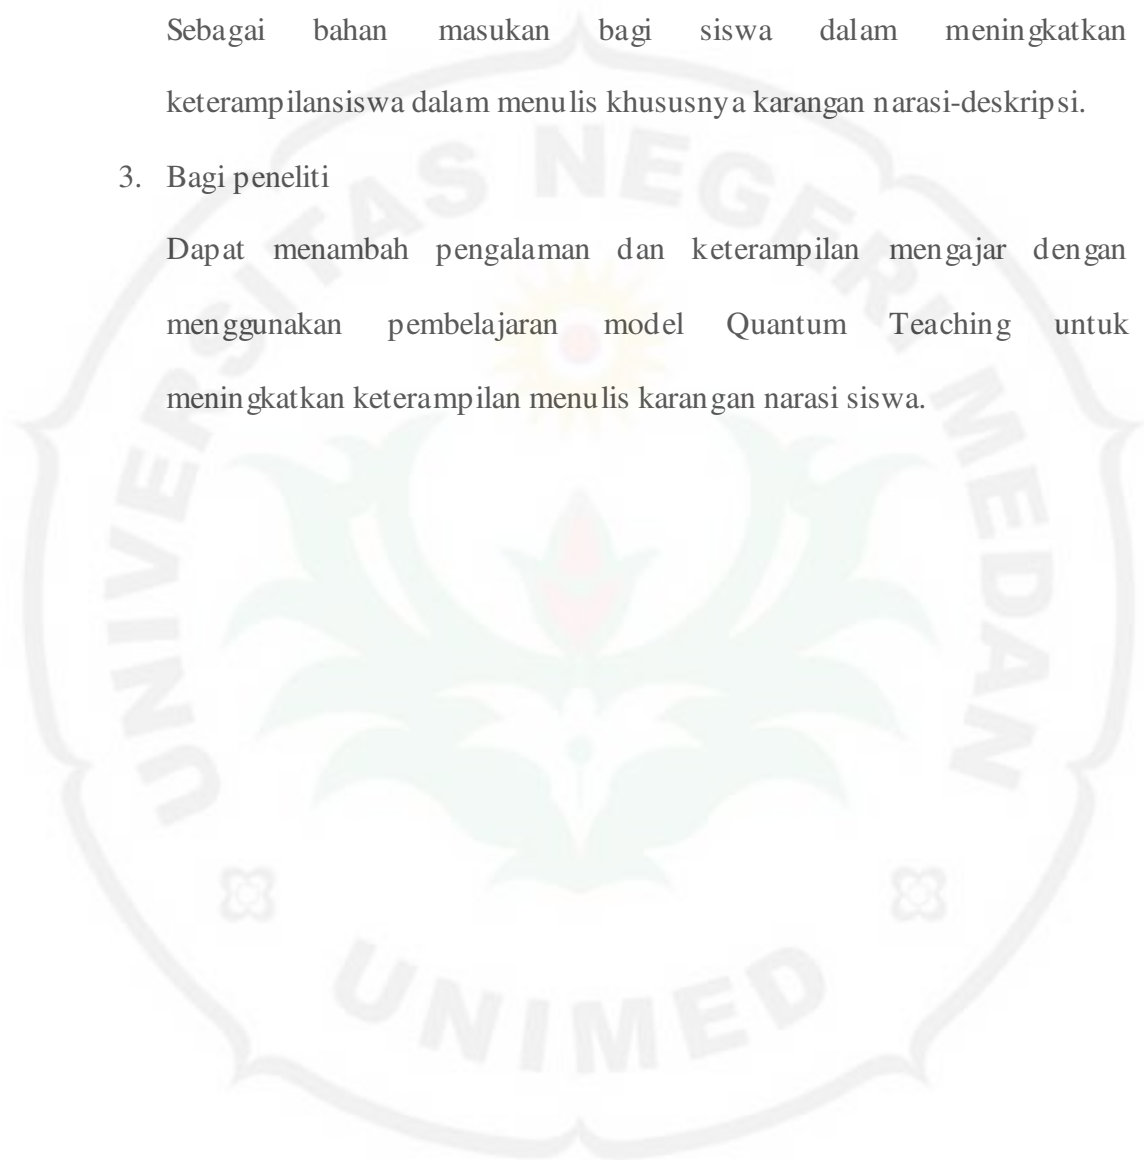 Sebagai bahan masukan bagi siswa dalam meningkatkan
keterampilansiswa dalam menulis khususnya karangan narasi-deskripsi.
3. Bagi peneliti
Dapat menambah pengalaman dan keterampilan mengajar dengan
menggunakan pembelajaran model Quantum Teaching untuk
meningkatkan keterampilan menulis karangan narasi siswa.
UNIVERSITAS NEGERI MEDAN
UNIMED